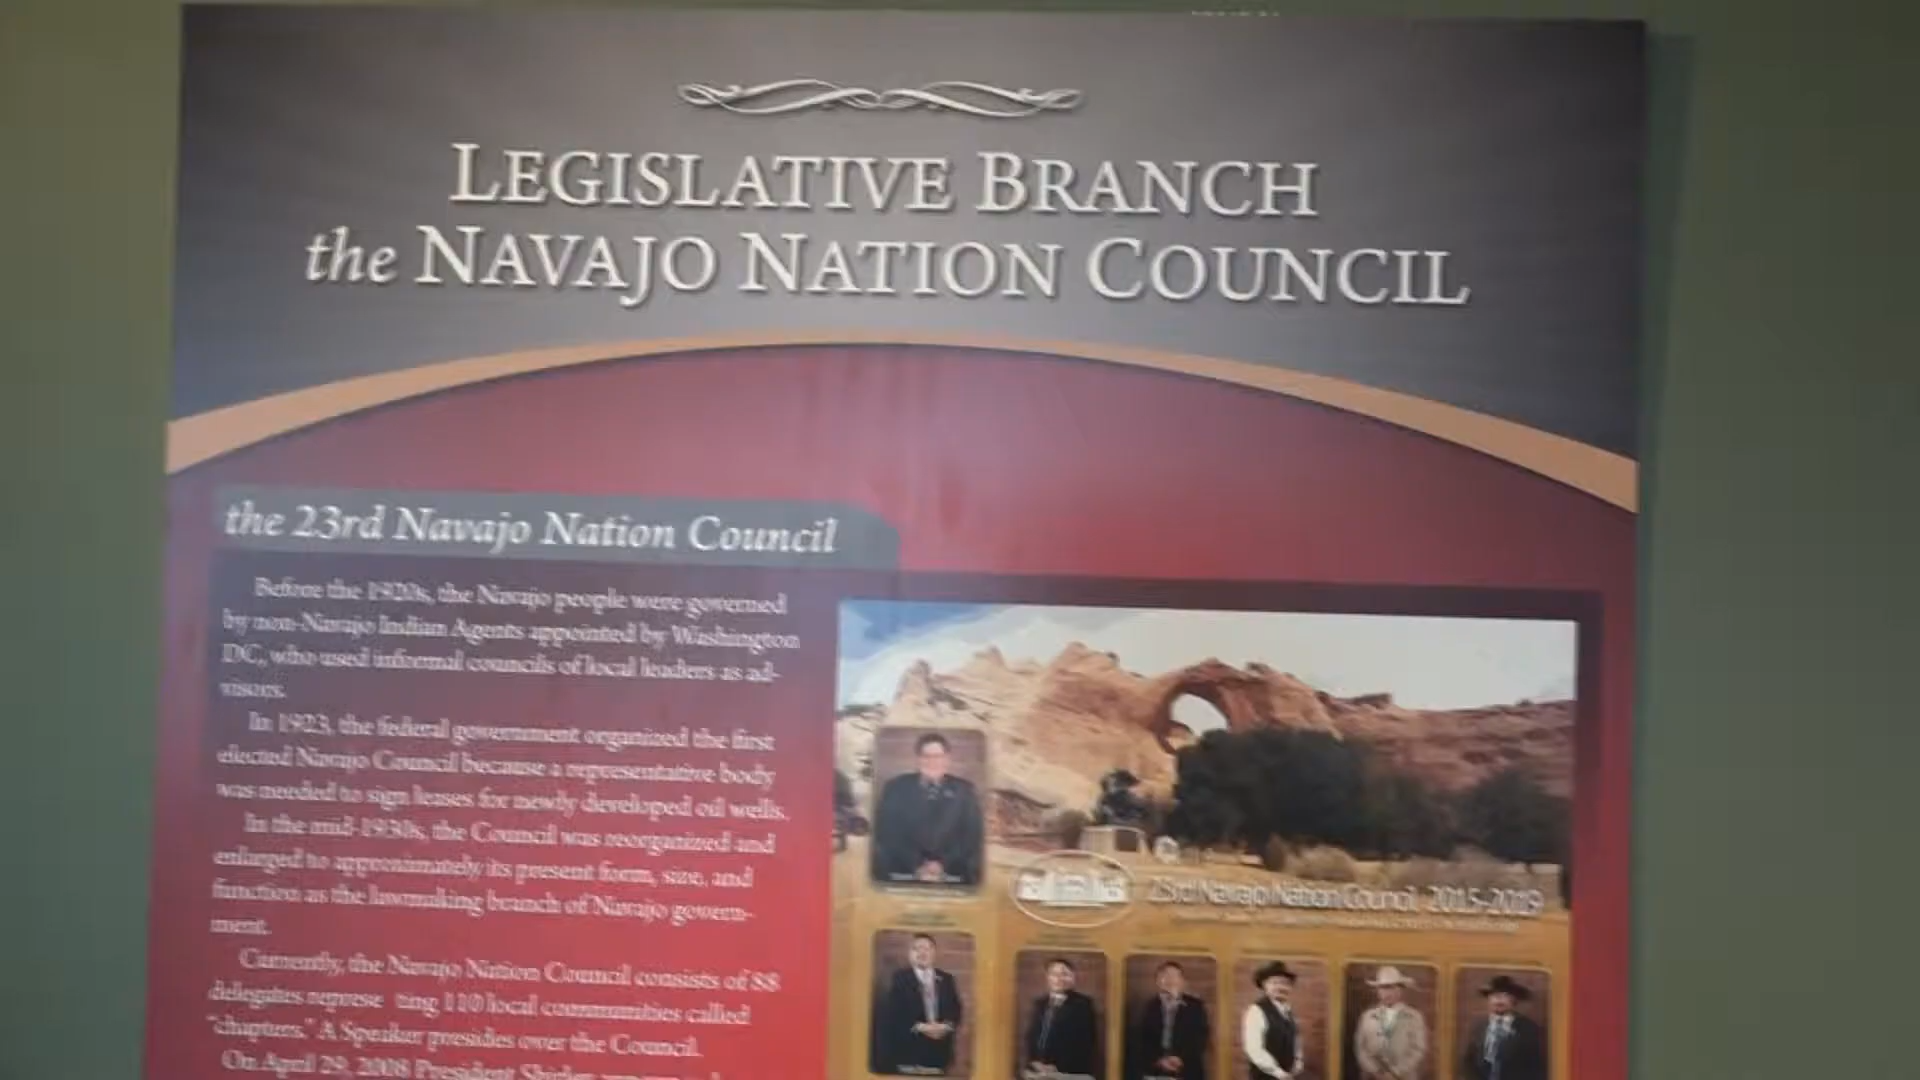 LEGISLATIVE BRANCH
the NAVAJO NATION COUNCIL
the 23rd Navajo Nation Council
Before the 1920s, the Navajo people were governed
by non-Navajo Indian Agents appointed by Washington
DC, who used informal councils of local leaders as ad-
visors.
In 1923, the federal government organized the first
elected Navajo Council because a representative body
was needed to sign leases for newly developed oil wells.
In the mid-1930s, the Council was reorganized and
enlarged to approximately its present form, size, and
function as the lawmaking branch of Navajo govern-
ment.
Currently, the Navajo Nation Council consists of 88
delegates represe ting 110 local communities called
"chapters." A Speaker presides over the Council.
On April 29, 2008 President Shirley
23rd Navajo Nation Council, 2015-2019